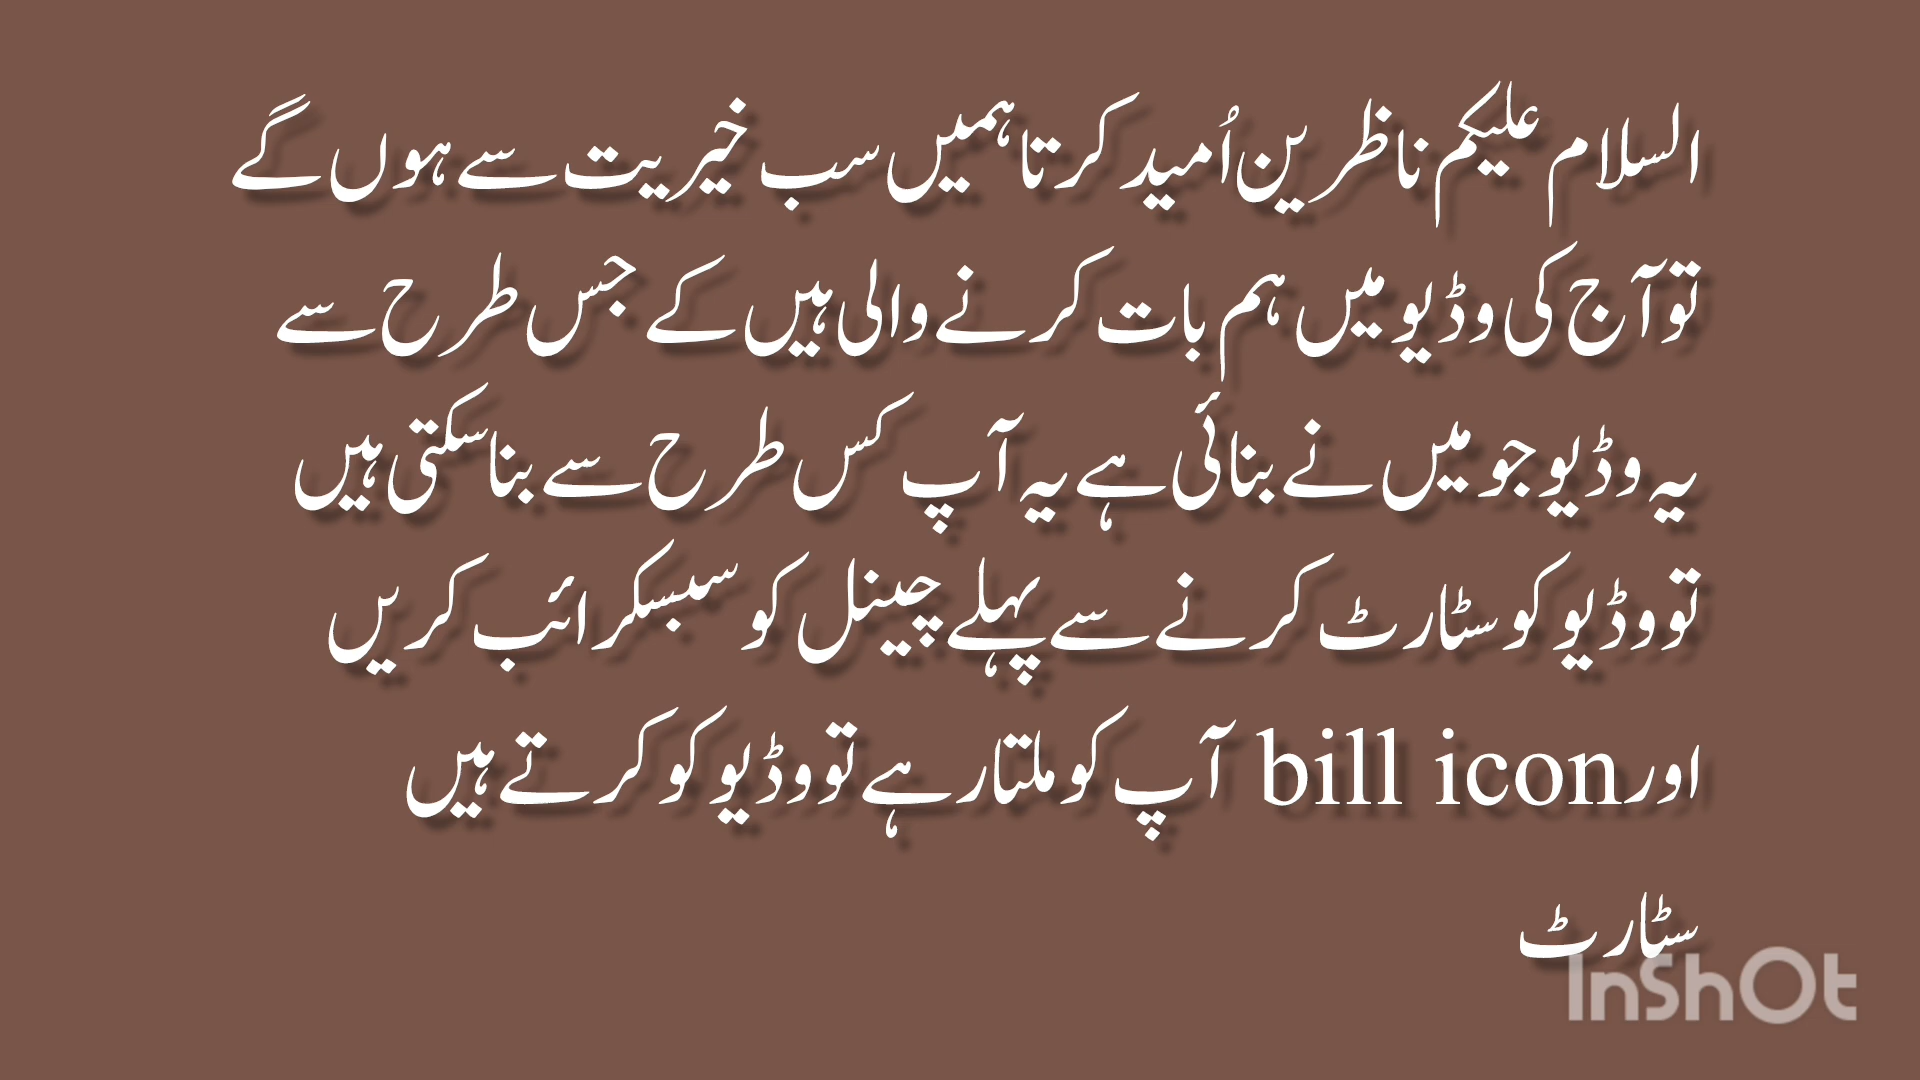 السلام علیکم ناظرین اُمید کرتا ہمیں سب خیریت سے ہوں گے
تو آج کی وڈیو میں ہم بات کرنے والی ہیں کے جس طرح سے
یہ وڈیو جو میں نے بنائی ہے یہ آپ کس طرح سے بنا سکتی ہیں
تو وڈیو کو سٹارٹ کرنے سے پہلے چینل کو سبسکرائب کریں
اور bill icon آپ کو ملتا رہے تو وڈیو کو کرتے ہیں
سٹارٹ
InShOt